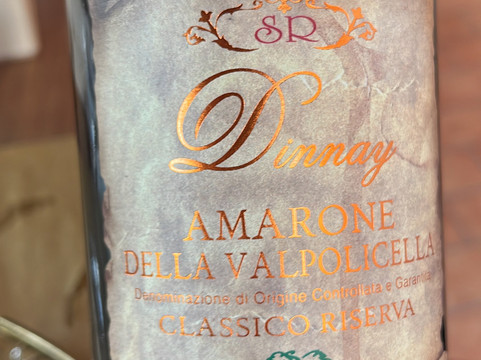 SR
Dinnay
AMARONE
DELLA VALPOLICELLA
Denominazione di Origine Controllata e Garantita
CLASSICO RISERVA